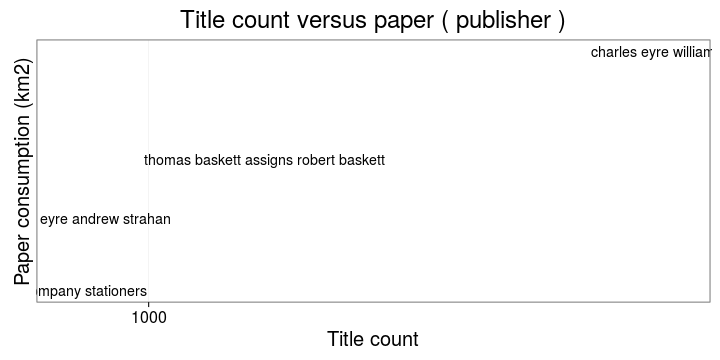 Title count versus paper ( publisher )
Paper consumption (km2)
charles eyre william
thomas baskett assigns robert baskett
eyre andrew strahan
mpany stationers
1000
Title count